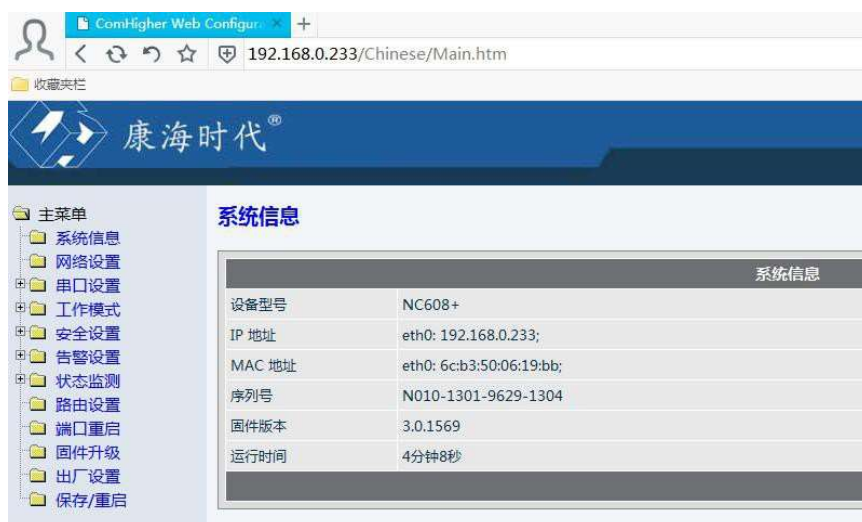 ComHigher Web Configur
192.168.0.233/Chinese/Main.htm
收藏夹栏
康海时代®
主菜单
系统信息
网络设置
串口设置
工作模式
安全设置
告警设置
状态监测
路由设置
端口重启
固件升级
出厂设置
保存/重启
系统信息
系统信息
设备型号 NC608+
IP 地址 eth0: 192.168.0.233;
MAC 地址 eth0: 6c:b3:50:06:19:bb;
序列号 N010-1301-9629-1304
固件版本 3.0.1569
运行时间 4分钟8秒